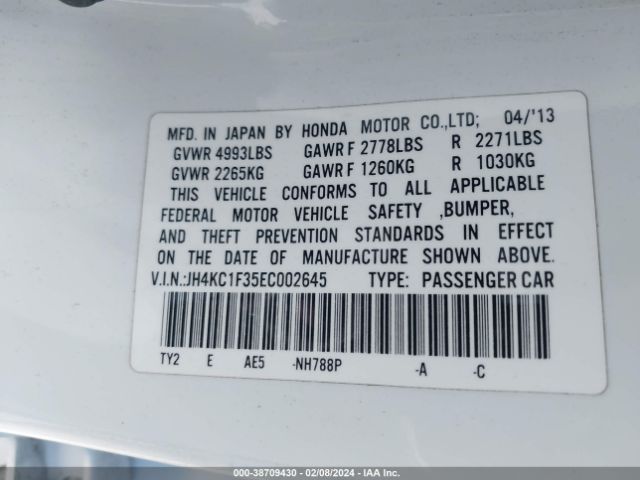 MFD. IN JAPAN BY HONDA MOTOR CO.,LTD; 04/'13
GVWR 4993LBS GAWR F 2778LBS R 2271LBS
GVWR 2265KG GAWR F 1260KG R 1030KG
THIS VEHICLE CONFORMS TO ALL APPLICABLE
FEDERAL MOTOR VEHICLE SAFETY ,BUMPER,
AND THEFT PREVENTION STANDARDS IN EFFECT
ON THE DATE OF MANUFACTURE SHOWN ABOVE.
V.I.N.:JH4KC1F35EC002645 TYPE: PASSENGER CAR
TY2 E AE5 -NH788P -A -C
000-38709430 - 02/08/2024 - IAAI.COM